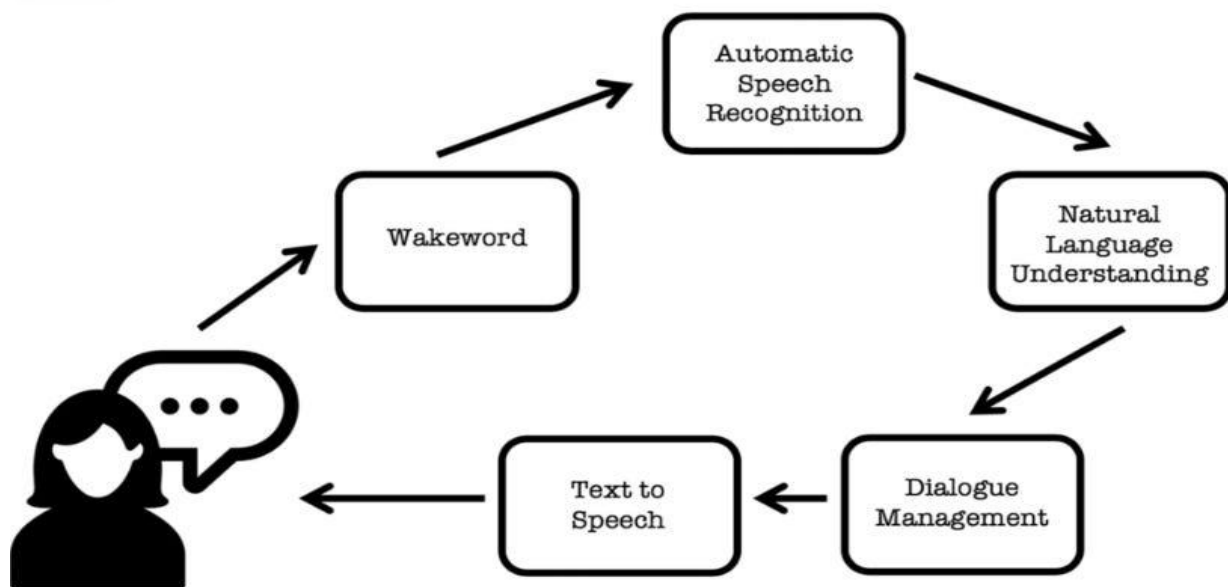 Automatic
Speech
Recognition
Wakeword
Natural
Language
Understanding
Text to
Speech
Dialogue
Management